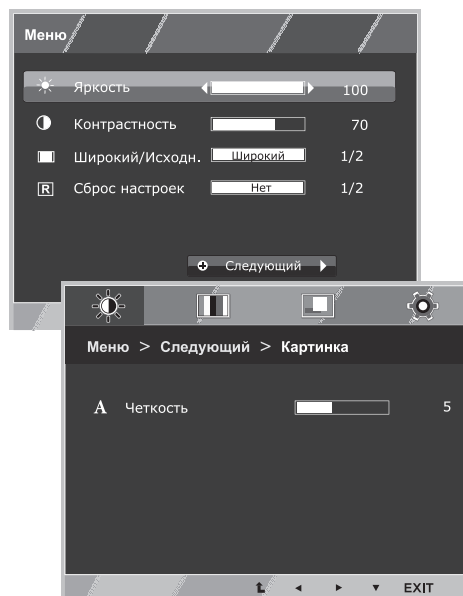 Меню
Яркость 100
Контрастность 70
Широкий/Исходн. Широкий 1/2
R Сброс настроек Нет 1/2
Следующий
Меню > Следующий > Картинка
A Четкость 5
EXIT